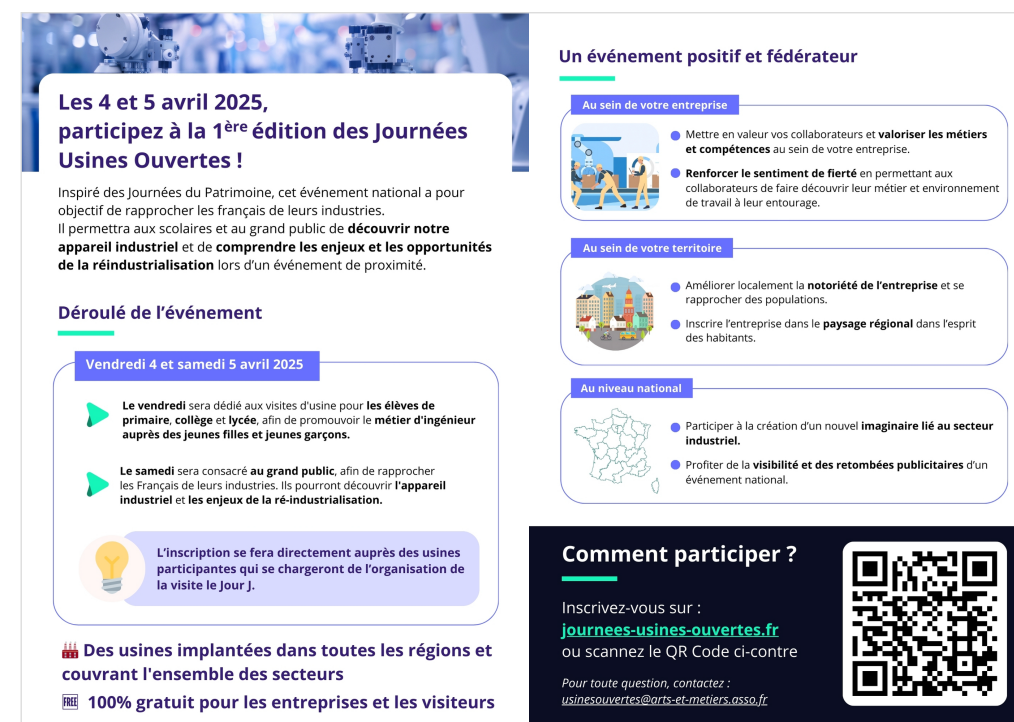 Les 4 et 5 avril 2025,
participez à la 1ère édition des Journées
Usines Ouvertes !
Inspiré des Journées du Patrimoine, cet événement national a pour
objectif de rapprocher les français de leurs industries.
Il permettra aux scolaires et au grand public de découvrir notre
appareil industriel et de comprendre les enjeux et les opportunités
de la réindustrialisation lors d’un événement de proximité.
Déroulé de l’événement
Vendredi 4 et samedi 5 avril 2025
Le vendredi sera dédié aux visites d'usine pour les élèves de
primaire, collège et lycée, afin de promouvoir le métier d'ingénieur
auprès des jeunes filles et jeunes garçons.
Le samedi sera consacré au grand public, afin de rapprocher
les Français de leurs industries. Ils pourront découvrir l'appareil
industriel et les enjeux de la ré-industrialisation.
L’inscription se fera directement auprès des usines
participantes qui se chargeront de l’organisation de
la visite le Jour J.
Des usines implantées dans toutes les régions et
couvrant l'ensemble des secteurs
FREE 100% gratuit pour les entreprises et les visiteurs
Un événement positif et fédérateur
Au sein de votre entreprise
Mettre en valeur vos collaborateurs et valoriser les métiers
et compétences au sein de votre entreprise.
Renforcer le sentiment de fierté en permettant aux
collaborateurs de faire découvrir leur métier et environnement
de travail à leur entourage.
Au sein de votre territoire
Améliorer localement la notoriété de l’entreprise et se
rapprocher des populations.
Inscrire l’entreprise dans le paysage régional dans l’esprit
des habitants.
Au niveau national
Participer à la création d’un nouvel imaginaire lié au secteur
industriel.
Profiter de la visibilité et des retombées publicitaires d’un
événement national.
Comment participer ?
Inscrivez-vous sur :
journees-usines-ouvertes.fr
ou scannez le QR Code ci-contre
Pour toute question, contactez :
usinesouvertes@arts-et-metiers.asso.fr